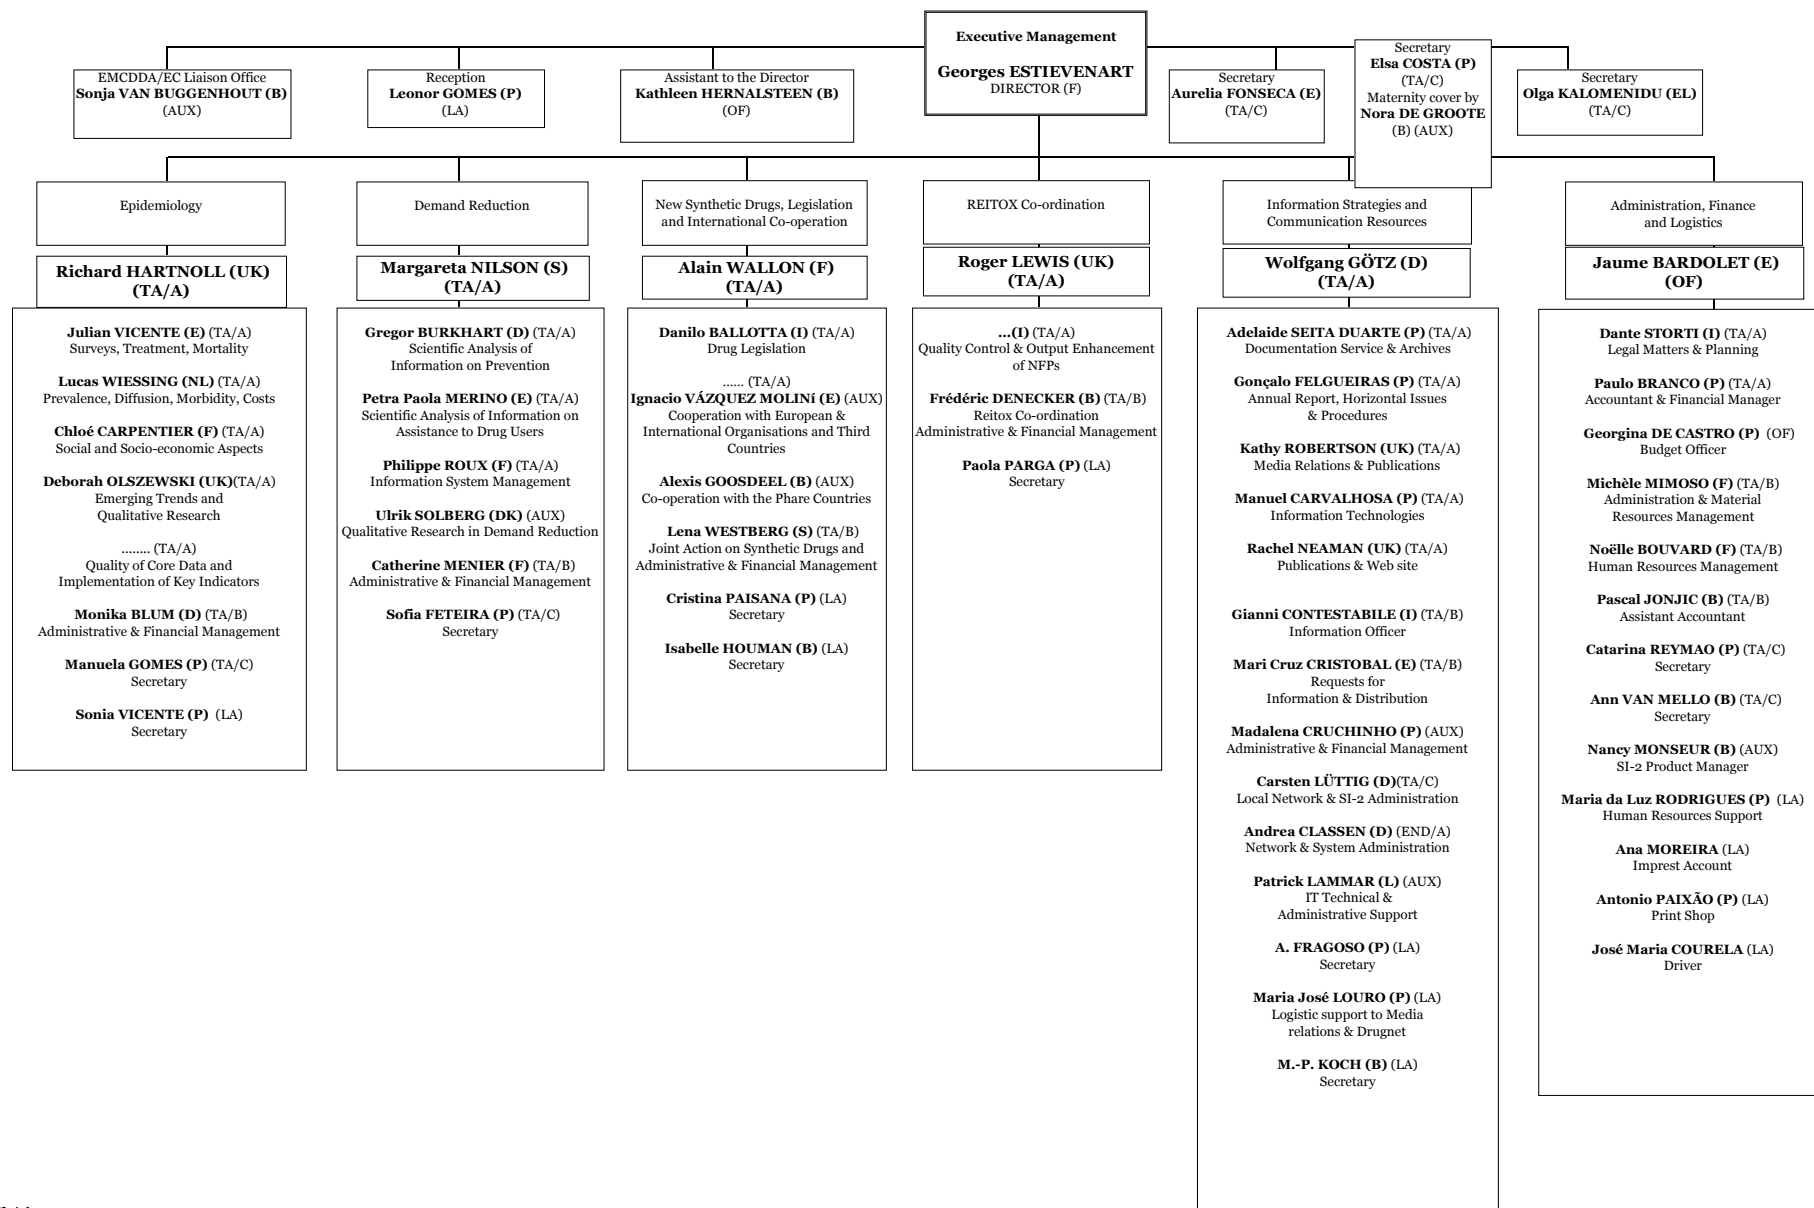 Executive Management
Georges ESTIEVENART
DIRECTOR (F)
EMCDDA/EC Liaison Office
Sonja VAN BUGGENHOUT (B)
(AUX)
Reception
Leonor GOMES (P)
(LA)
Assistant to the Director
Kathleen HERNALSTEEN (B)
(OF)
Secretary
Aurelia FONSECA (E)
(TA/C)
Secretary
Elsa COSTA (P)
(TA/C)
Maternity cover by
Nora DE GROOTE
(B) (AUX)
Secretary
Olga KALOMENIDU (EL)
(TA/C)
Epidemiology
Richard HARTNOLL (UK)
(TA/A)
Julian VICENTE (E) (TA/A)
Surveys, Treatment, Mortality
Lucas WIESSING (NL) (TA/A)
Prevalence, Diffusion, Morbidity, Costs
Chloé CARPENTIER (F) (TA/A)
Social and Socio-economic Aspects
Deborah OLSZEWSKI (UK)(TA/A)
Emerging Trends and
Qualitative Research
........ (TA/A)
Quality of Core Data and
Implementation of Key Indicators
Monika BLUM (D) (TA/B)
Administrative & Financial Management
Manuela GOMES (P) (TA/C)
Secretary
Sonia VICENTE (P) (LA)
Secretary
Demand Reduction
Margareta NILSON (S)
(TA/A)
Gregor BURKHART (D) (TA/A)
Scientific Analysis of
Information on Prevention
Petra Paola MERINO (E) (TA/A)
Scientific Analysis of Information on
Assistance to Drug Users
Philippe ROUX (F) (TA/A)
Information System Management
Ulrik SOLBERG (DK) (AUX)
Qualitative Research in Demand Reduction
Catherine MENIER (F) (TA/B)
Administrative & Financial Management
Sofia FETEIRA (P) (TA/C)
Secretary
New Synthetic Drugs, Legislation
and International Co-operation
Alain WALLON (F)
(TA/A)
Danilo BALLOTTA (I) (TA/A)
Drug Legislation
...... (TA/A)
Ignacio VÁZQUEZ MOLINí (E) (AUX)
Cooperation with European &
International Organisations and Third
Countries
Alexis GOOSDEEL (B) (AUX)
Co-operation with the Phare Countries
Lena WESTBERG (S) (TA/B)
Joint Action on Synthetic Drugs and
Administrative & Financial Management
Cristina PAISANA (P) (LA)
Secretary
Isabelle HOUMAN (B) (LA)
Secretary
REITOX Co-ordination
Roger LEWIS (UK)
(TA/A)
...(I) (TA/A)
Quality Control & Output Enhancement
of NFPs
Frédéric DENECKER (B) (TA/B)
Reitox Co-ordination
Administrative & Financial Management
Paola PARGA (P) (LA)
Secretary
Information Strategies and
Communication Resources
Wolfgang GÖTZ (D)
(TA/A)
Adelaide SEITA DUARTE (P) (TA/A)
Documentation Service & Archives
Gonçalo FELGUEIRAS (P) (TA/A)
Annual Report, Horizontal Issues
& Procedures
Kathy ROBERTSON (UK) (TA/A)
Media Relations & Publications
Manuel CARVALHOSA (P) (TA/A)
Information Technologies
Rachel NEAMAN (UK) (TA/A)
Publications & Web site
Gianni CONTESTABILE (I) (TA/B)
Information Officer
Mari Cruz CRISTOBAL (E) (TA/B)
Requests for
Information & Distribution
Madalena CRUCHINHO (P) (AUX)
Administrative & Financial Management
Carsten LÜTTIG (D)(TA/C)
Local Network & SI-2 Administration
Andrea CLASSEN (D) (END/A)
Network & System Administration
Patrick LAMMAR (L) (AUX)
IT Technical &
Administrative Support
A. FRAGOSO (P) (LA)
Secretary
Maria José LOURO (P) (LA)
Logistic support to Media
relations & Drugnet
M.-P. KOCH (B) (LA)
Secretary
Administration, Finance
and Logistics
Jaume BARDOLET (E)
(OF)
Dante STORTI (I) (TA/A)
Legal Matters & Planning
Paulo BRANCO (P) (TA/A)
Accountant & Financial Manager
Georgina DE CASTRO (P) (OF)
Budget Officer
Michèle MIMOSO (F) (TA/B)
Administration & Material
Resources Management
Noëlle BOUVARD (F) (TA/B)
Human Resources Management
Pascal JONJIC (B) (TA/B)
Assistant Accountant
Catarina REYMAO (P) (TA/C)
Secretary
Ann VAN MELLO (B) (TA/C)
Secretary
Nancy MONSEUR (B) (AUX)
SI-2 Product Manager
Maria da Luz RODRIGUES (P) (LA)
Human Resources Support
Ana MOREIRA (LA)
Imprest Account
Antonio PAIXÃO (P) (LA)
Print Shop
José Maria COURELA (LA)
Driver